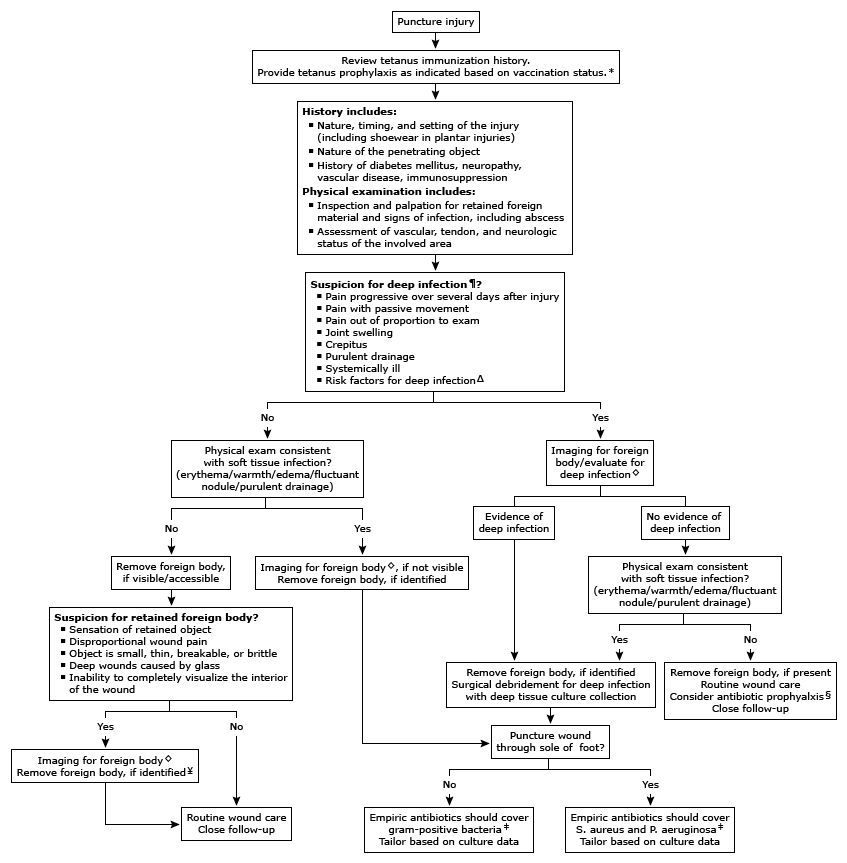 Puncture injury
Review tetanus immunization history.
Provide tetanus prophylaxis as indicated based on vaccination status.*
History includes:
▪ Nature, timing, and setting of the injury
(including shoewear in plantar injuries)
▪ Nature of the penetrating object
▪ History of diabetes mellitus, neuropathy,
vascular disease, immunosuppression
Physical examination includes:
▪ Inspection and palpation for retained foreign
material and signs of infection, including abscess
▪ Assessment of vascular, tendon, and neurologic
status of the involved area
Suspicion for deep infection¶?
▪ Pain progressive over several days after injury
▪ Pain with passive movement
▪ Pain out of proportion to exam
▪ Joint swelling
▪ Crepitus
▪ Purulent drainage
▪ Systemically ill
▪ Risk factors for deep infectionΔ
No
Yes
Physical exam consistent
with soft tissue infection?
(erythema/warmth/edema/fluctuant
nodule/purulent drainage)
Imaging for foreign
body/evaluate for
deep infection◊
No
Yes
Evidence of
deep infection
No evidence of
deep infection
Remove foreign body,
if visible/accessible
Imaging for foreign body◊, if not visible
Remove foreign body, if identified
Physical exam consistent
with soft tissue infection?
(erythema/warmth/edema/fluctuant
nodule/purulent drainage)
Suspicion for retained foreign body?
▪ Sensation of retained object
▪ Disproportional wound pain
▪ Object is small, thin, breakable, or brittle
▪ Deep wounds caused by glass
▪ Inability to completely visualize the interior
of the wound
Yes
No
Remove foreign body, if identified
Surgical debridement for deep infection
with deep tissue culture collection
Remove foreign body, if present
Routine wound care
Consider antibiotic prophyalxis§
Close follow-up
Yes
No
Puncture wound
through sole of foot?
Imaging for foreign body◊
Remove foreign body, if identified¥
No
Yes
Routine wound care
Close follow-up
Empiric antibiotics should cover
gram-positive bacteria‡
Tailor based on culture data
Empiric antibiotics should cover
S. aureus and P. aeruginosa‡
Tailor based on culture data